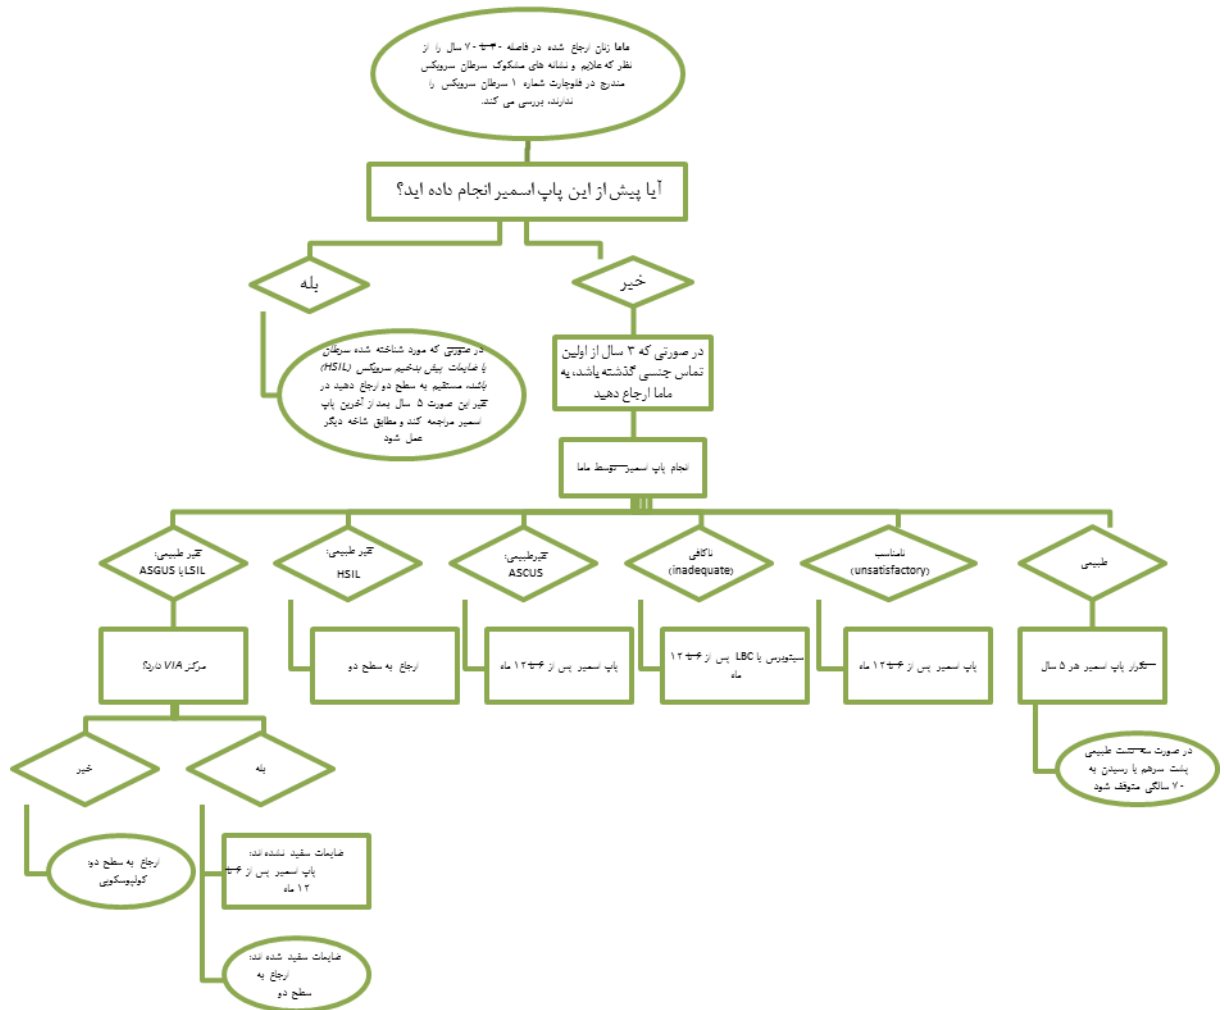 ماما زنان ارجاع شده در فاصله ۳۰ تا ۷۰ سال را از
نظر که علایم و نشانه های مشکوک سرطان سرویکس
مندرج در فلوچارت شماره ۱ سرطان سرویکس را
ندارند، بررسی می کند.
آیا پیش از این پاپ اسمیر انجام داده اید؟
بله
خیر
در صورتی که مورد شناخته شده سرطان
یا ضایعات پیش بدخیم سرویکس (HSIL)
باشد، مستقیم به سطح دو ارجاع دهید در
غیر این صورت ۵ سال بعد از آخرین پاپ
اسمیر مراجعه کند و مطابق شاخه دیگر
عمل شود
در صورتی که ۳ سال از اولین
تماس جنسی گذشته باشد، به
ماما ارجاع دهید
انجام پاپ اسمیر توسط ماما
طبیعی
نامناسب
(unsatisfactory)
ناکافی
(inadequate)
غیرطبیعی:
ASCUS
غیر طبیعی:
HSIL
غیر طبیعی:
LSIL یا ASGUS
تکرار پاپ اسمیر هر ۵ سال
پاپ اسمیر پس از ۶ تا ۱۲ ماه
سیتوبرس یا LBC پس از ۶ تا ۱۲
ماه
پاپ اسمیر پس از ۶ تا ۱۲ ماه
ارجاع به سطح دو
مرکز VIA دارد؟
در صورت سه تست طبیعی
پشت سرهم یا رسیدن به
۷۰ سالگی متوقف شود
بله
خیر
ضایعات سفید نشده اند:
پاپ اسمیر پس از ۶ تا
۱۲ ماه
ارجاع به سطح دو:
کولپوسکوپی
ضایعات سفید شده اند:
ارجاع به
سطح دو